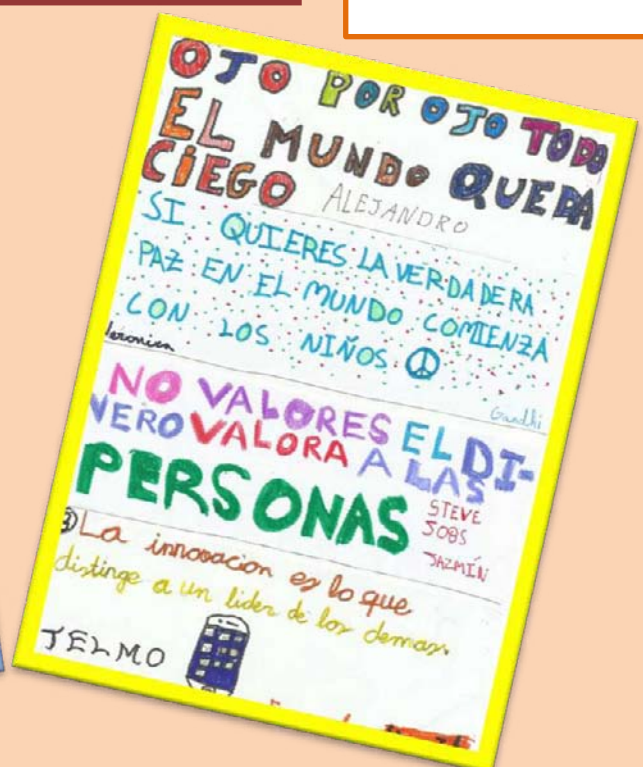 OJO POR OJO TODO
EL MUNDO QUEDA
CIEGO ALEJANDRO
SI QUIERES LA VERDADERA
PAZ EN EL MUNDO COMIENZA
CON LOS NIÑOS
Veronica
Gandhi
NO VALORES EL DI-
NERO VALORA A LAS
PERSONAS
STEVE
JOBS
JAZMÍN
La innovacion es lo que
distinge a un lider de los demas.
TELMO